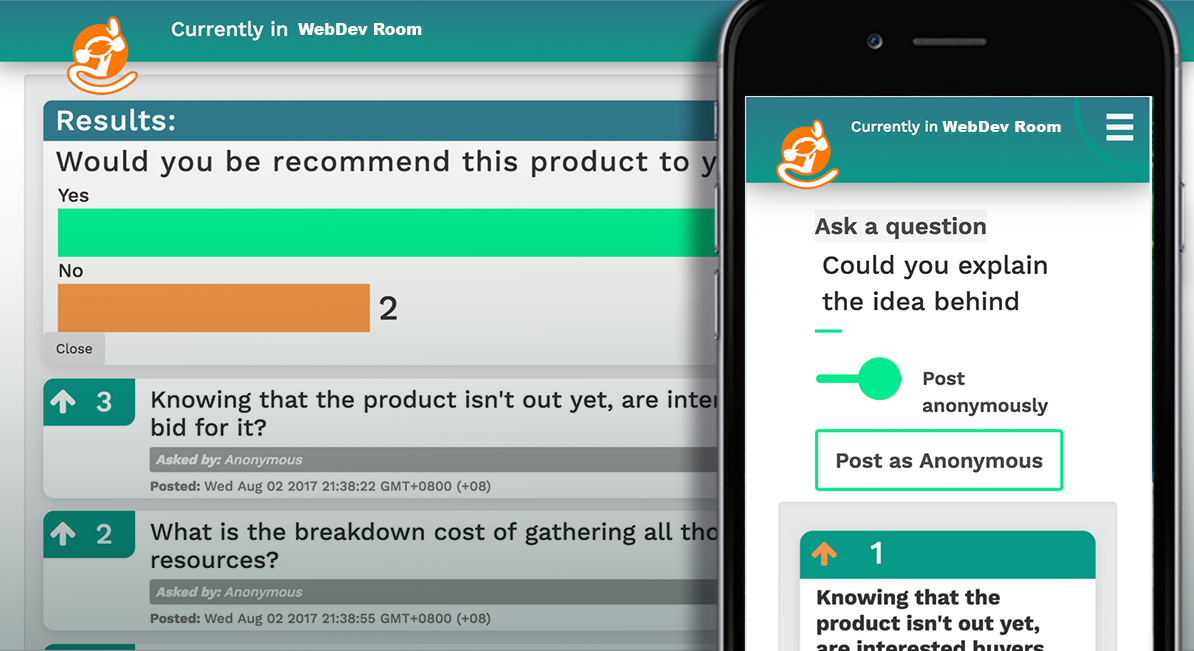 Currently in WebDev Room
Results:
Would you be recommend this product to y
Yes
No
2
Close
3
Knowing that the product isn't out yet, are inter
bid for it?
Asked by: Anonymous
Posted: Wed Aug 02 2017 21:38:22 GMT+0800 (+08)
2
What is the breakdown cost of gathering all tho
resources?
Asked by: Anonymous
Posted: Wed Aug 02 2017 21:38:55 GMT+0800 (+08)
Currently in WebDev Room
Ask a question
Could you explain
the idea behind
Post
anonymously
Post as Anonymous
1
Knowing that the
product isn't out yet,
are interested buyers